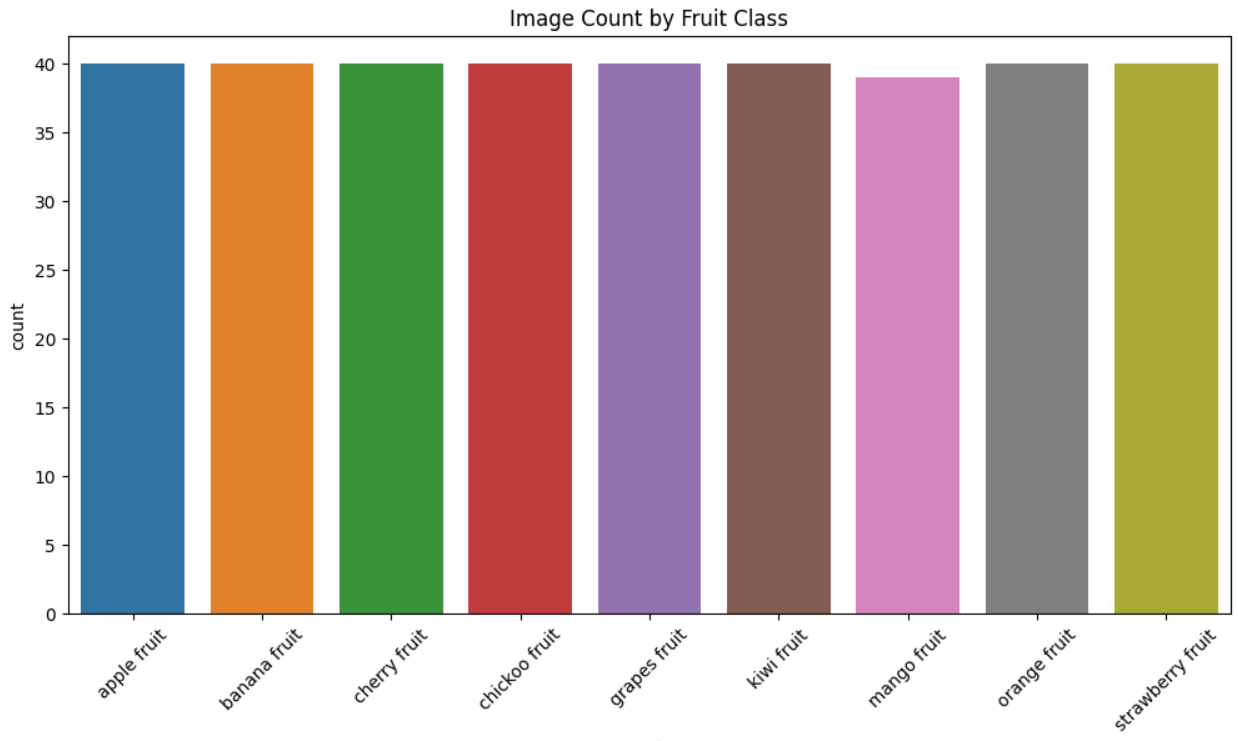 Image Count by Fruit Class
count
40
35
30
25
20
15
10
5
0
apple fruit
banana fruit
cherry fruit
chickoo fruit
grapes fruit
kiwi fruit
mango fruit
orange fruit
strawberry fruit